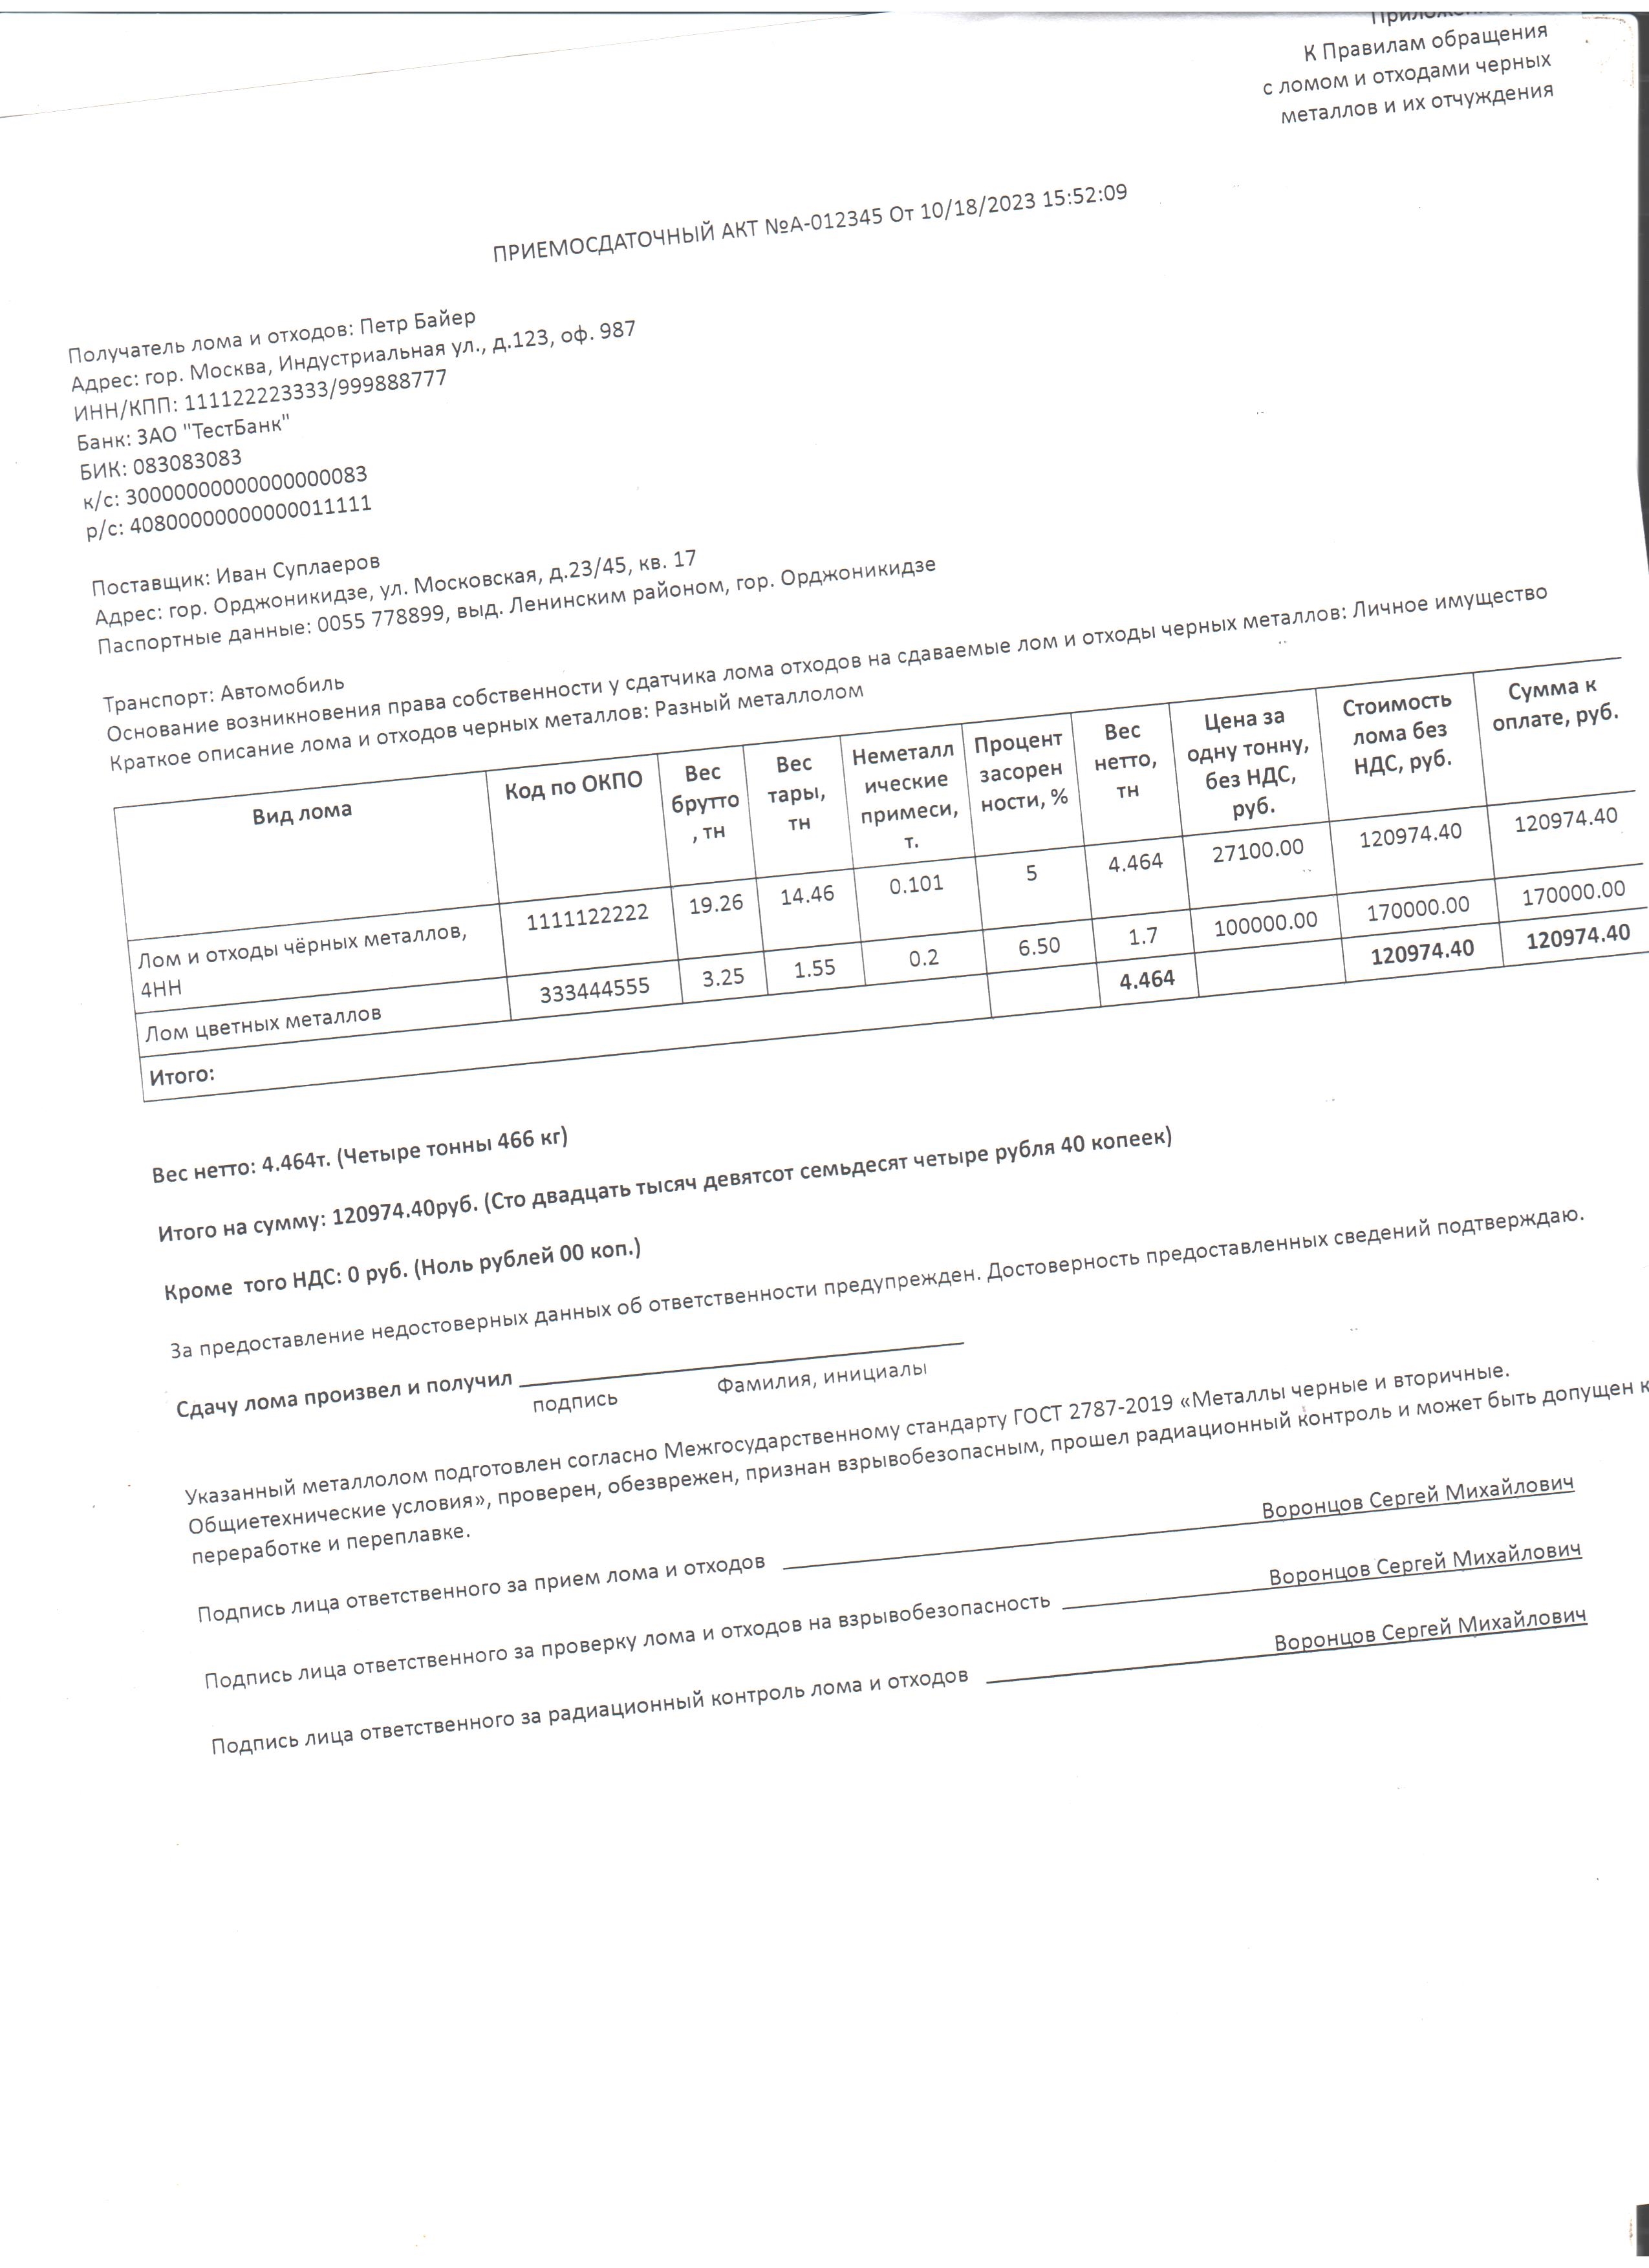 К Правилам обращения
с ломом и отходами черных
металлов и их отчуждения
ПРИЕМОСДАТОЧНЫЙ АКТ №А-012345 От 10/18/2023 15:52:09
Получатель лома и отходов: Петр Байер
Адрес: гор. Москва, Индустриальная ул., д.123, оф. 987
ИНН/КПП: 111122223333/999888777
Банк: ЗАО "ТестБанк"
БИК: 083083083
к/с: 30000000000000000083
р/с: 40800000000000011111
Поставщик: Иван Суплаеров
Адрес: гор. Орджоникидзе, ул. Московская, д.23/45, кв. 17
Паспортные данные: 0055 778899, выд. Ленинским районом, гор. Орджоникидзе
Транспорт: Автомобиль
Основание возникновения права собственности у сдатчика лома отходов на сдаваемые лом и отходы черных металлов: Личное имущество
Краткое описание лома и отходов черных металлов: Разный металлолом
Вид лома
Код по ОКПО
Вес
брутто
, тн
Вес
тары,
тн
Неметалл
ические
примеси,
т.
Процент
засорен
ности, %
Вес
нетто,
тн
Цена за
одну тонну,
без НДС,
руб.
Стоимость
лома без
НДС, руб.
Сумма к
оплате, руб.
Лом и отходы чёрных металлов,
4НН
1111122222
19.26
14.46
0.101
5
4.464
27100.00
120974.40
120974.40
Лом цветных металлов
333444555
3.25
1.55
0.2
6.50
1.7
100000.00
170000.00
170000.00
Итого:
4.464
120974.40
120974.40
Вес нетто: 4.464т. (Четыре тонны 466 кг)
Итого на сумму: 120974.40руб. (Сто двадцать тысяч девятсот семьдесят четыре рубля 40 копеек)
Кроме того НДС: 0 руб. (Ноль рублей 00 коп.)
За предоставление недостоверных данных об ответственности предупрежден. Достоверность предоставленных сведений подтверждаю.
Сдачу лома произвел и получил
подпись Фамилия, инициалы
Указанный металлолом подготовлен согласно Межгосударственному стандарту ГОСТ 2787-2019 «Металлы черные и вторичные.
Общиетехнические условия», проверен, обезврежен, признан взрывобезопасным, прошел радиационный контроль и может быть допущен к
переработке и переплавке.
Подпись лица ответственного за прием лома и отходов Воронцов Сергей Михайлович
Подпись лица ответственного за проверку лома и отходов на взрывобезопасность Воронцов Сергей Михайлович
Подпись лица ответственного за радиационный контроль лома и отходов Воронцов Сергей Михайлович